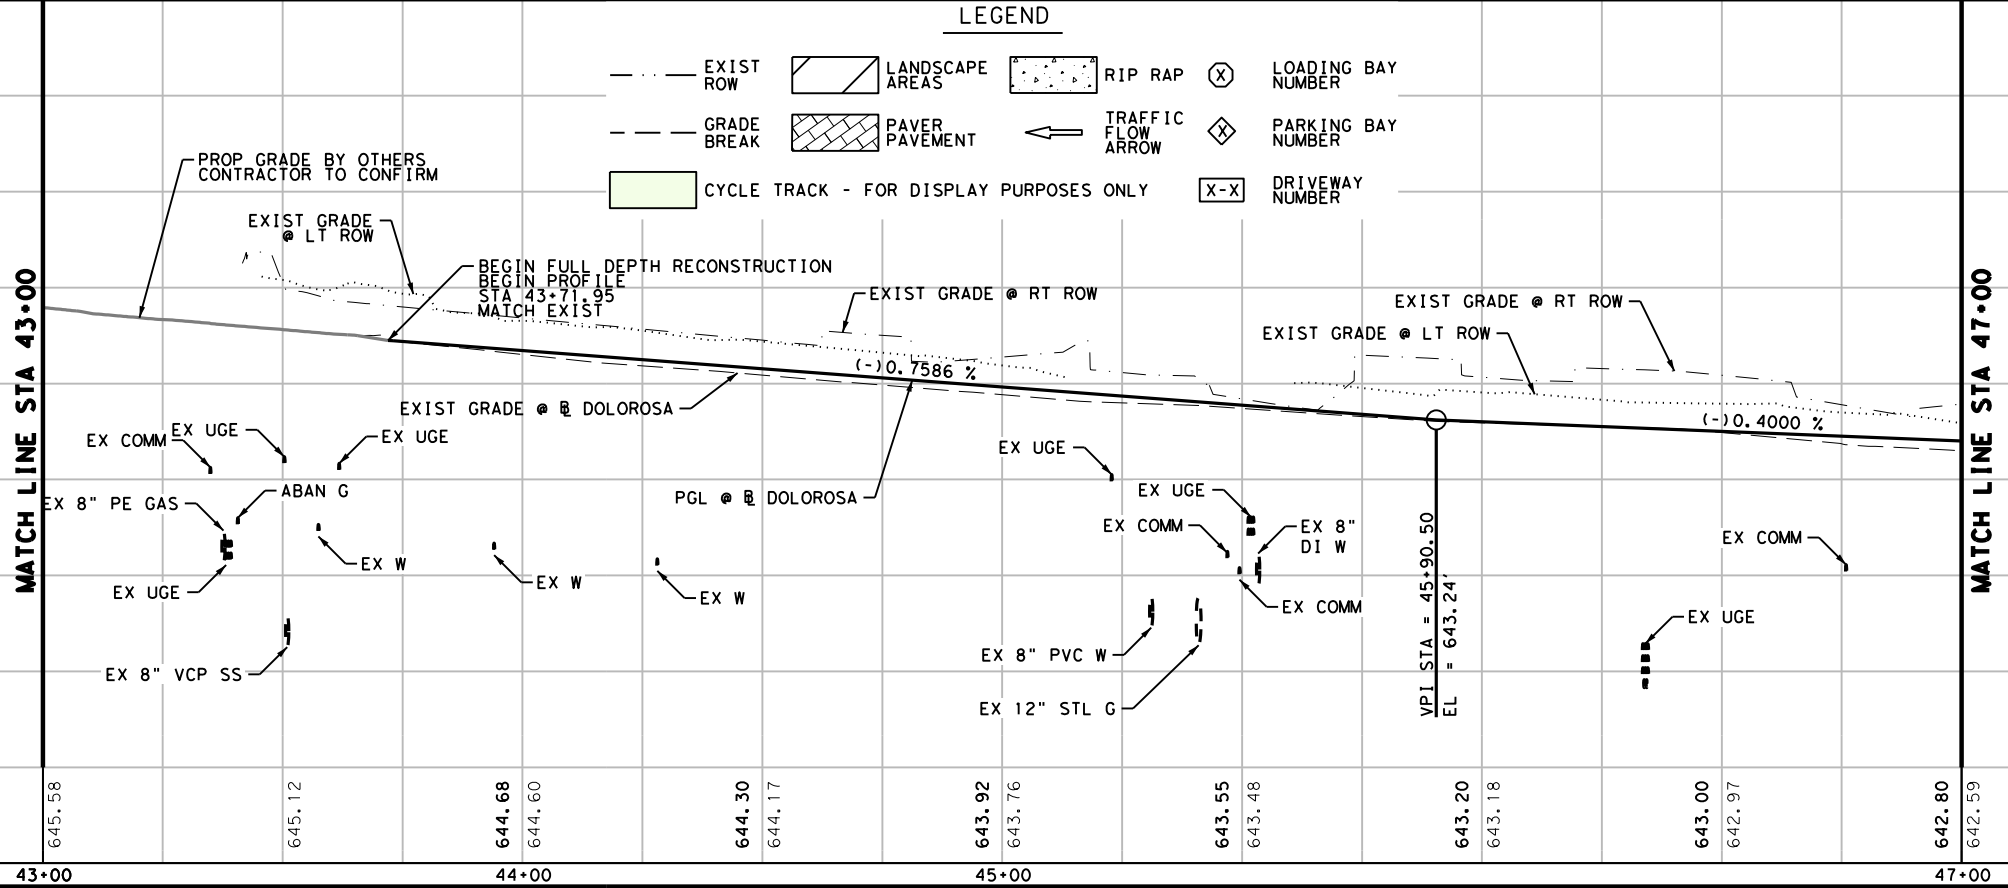 LEGEND
EXIST
ROW
LANDSCAPE
AREAS
RIP RAP
X
LOADING BAY
NUMBER
GRADE
BREAK
PAVER
PAVEMENT
TRAFFIC
FLOW
ARROW
X
PARKING BAY
NUMBER
CYCLE TRACK - FOR DISPLAY PURPOSES ONLY
X-X
DRIVEWAY
NUMBER
PROP GRADE BY OTHERS
CONTRACTOR TO CONFIRM
EXIST GRADE
@ LT ROW
BEGIN FULL DEPTH RECONSTRUCTION
BEGIN PROFILE
STA 43+71.95
MATCH EXIST
EXIST GRADE @ RT ROW
EXIST GRADE @ RT ROW
EXIST GRADE @ LT ROW
MATCH LINE STA 43+00
MATCH LINE STA 47+00
(-)0.7586 %
(-)0.4000 %
EXIST GRADE @ BL DOLOROSA
PGL @ BL DOLOROSA
EX COMM
EX UGE
EX UGE
ABAN G
EX 8" PE GAS
EX W
EX UGE
EX W
EX W
EX 8" VCP SS
EX UGE
EX UGE
EX COMM
EX 8"
DI W
EX COMM
EX 8" PVC W
EX 12" STL G
VPI STA = 45+90.50
EL = 643.24'
EX COMM
EX UGE
645.58
645.12
644.68
644.60
644.30
644.17
643.92
643.76
643.55
643.48
643.20
643.18
643.00
642.97
642.80
642.59
43+00
44+00
45+00
47+00